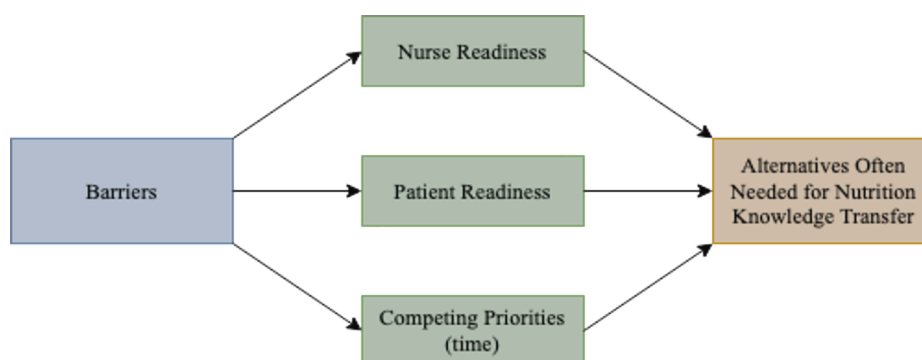 Nurse Readiness
Barriers
Patient Readiness
Alternatives Often
Needed for Nutrition
Knowledge Transfer
Competing Priorities
(time)